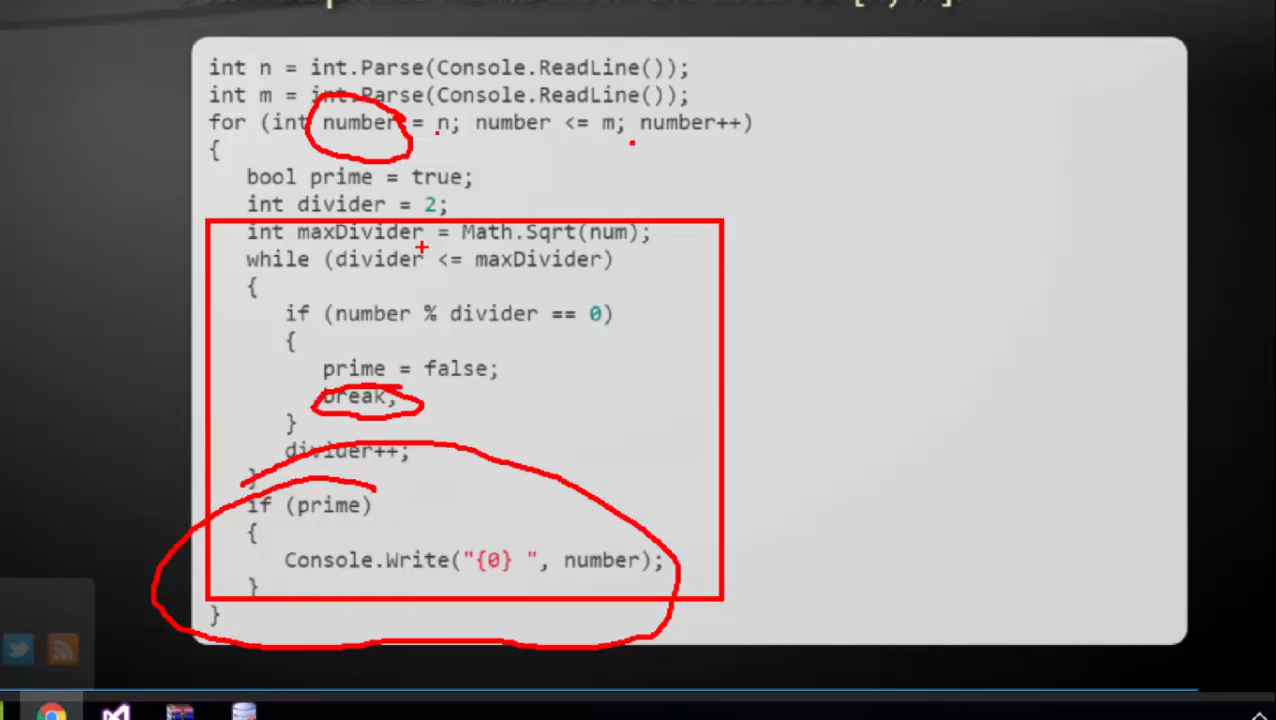 int n = int.Parse(Console.ReadLine());
int m = int.Parse(Console.ReadLine());
for (int number = n; number <= m; number++)
{
bool prime = true;
int divider = 2;
int maxDivider = Math.Sqrt(num);
while (divider <= maxDivider)
{
if (number % divider == 0)
{
prime = false;
break;
}
divider++;
}
if (prime)
{
Console.Write("{0} ", number);
}
}